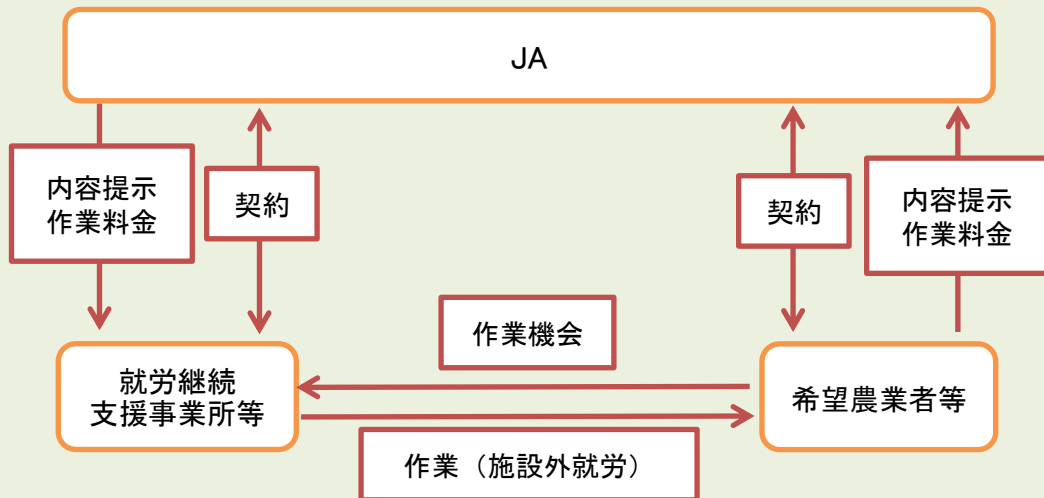 JA
内容提示
作業料金
契約
契約
内容提示
作業料金
作業機会
就労継続
支援事業所等
希望農業者等
作業（施設外就労）